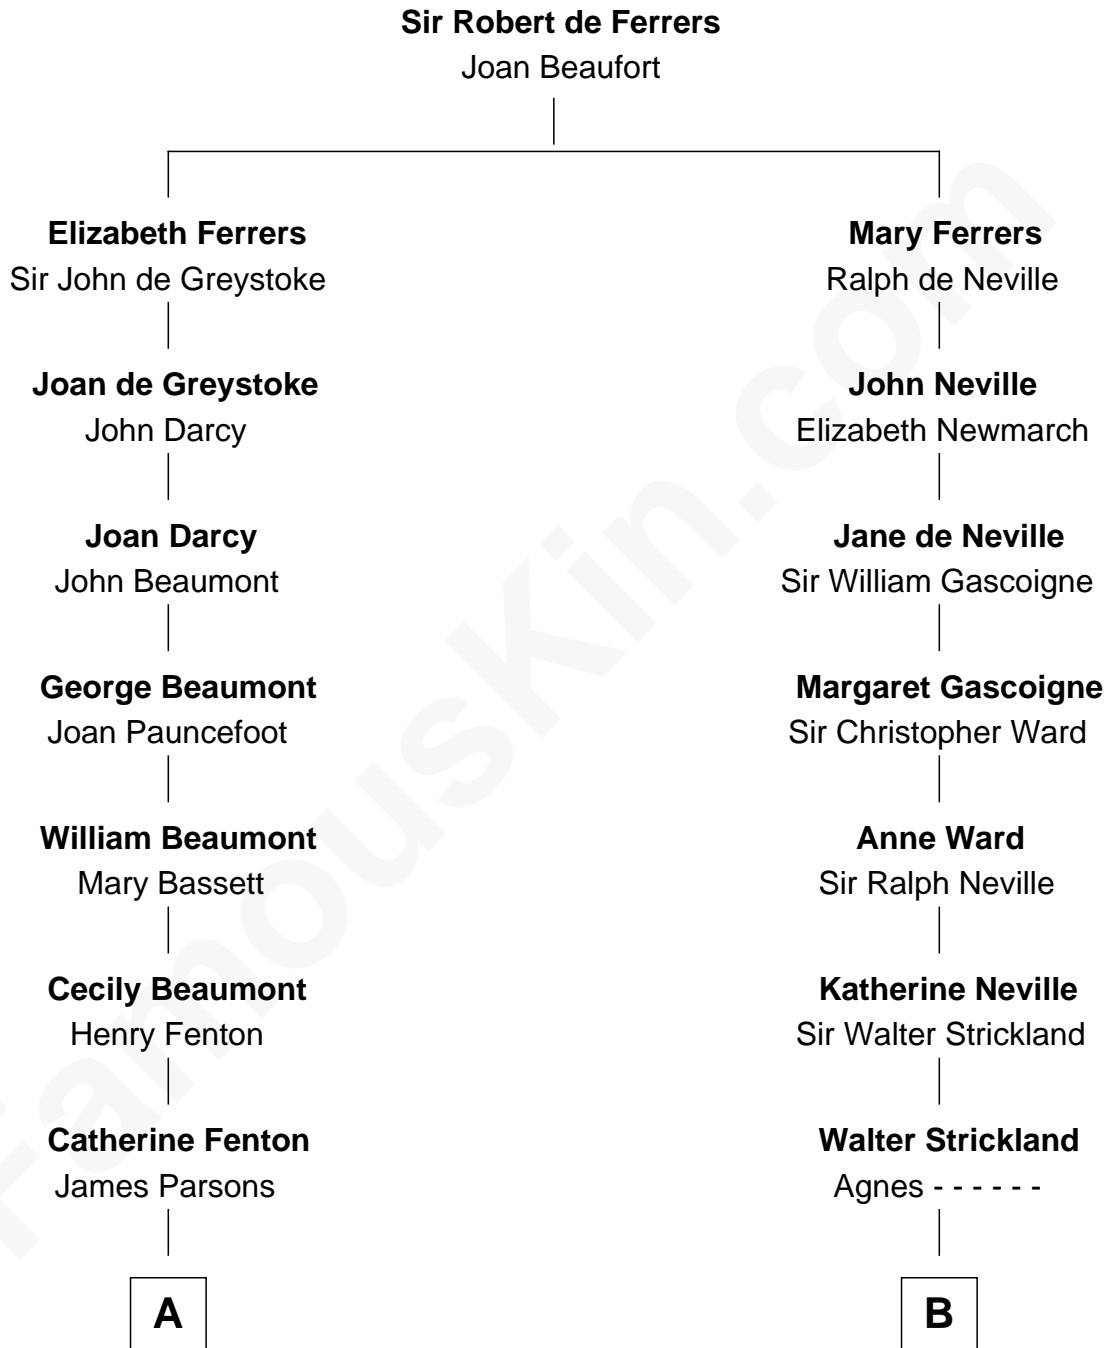 Sir Robert de Ferrers
Joan Beaufort
Elizabeth Ferrers
Sir John de Greystoke
Mary Ferrers
Ralph de Neville
Joan de Greystoke
John Darcy
John Neville
Elizabeth Newmarch
Joan Darcy
John Beaumont
Jane de Neville
Sir William Gascoigne
George Beaumont
Joan Pauncefoot
Margaret Gascoigne
Sir Christopher Ward
William Beaumont
Mary Bassett
Anne Ward
Sir Ralph Neville
Cecily Beaumont
Henry Fenton
Katherine Neville
Sir Walter Strickland
Catherine Fenton
James Parsons
Walter Strickland
Agnes - - - - - -
A
B
FamousKin.com